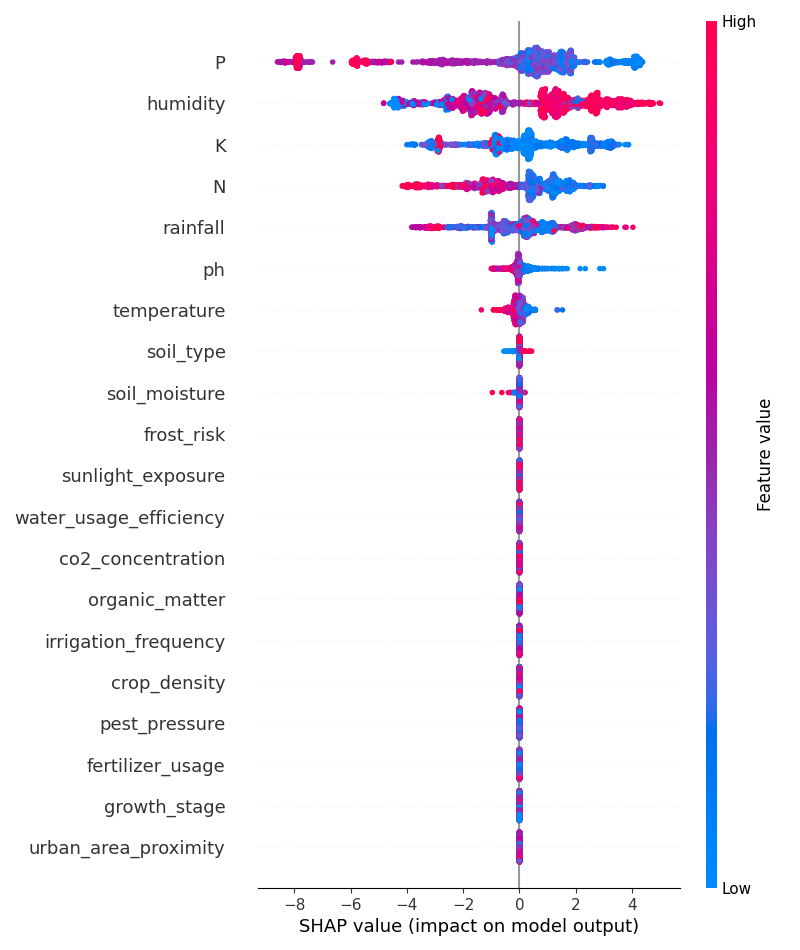 High
P
humidity
K
N
rainfall
ph
temperature
soil_type
soil_moisture
frost_risk
sunlight_exposure
water_usage_efficiency
co2_concentration
organic_matter
irrigation_frequency
crop_density
pest_pressure
fertilizer_usage
growth_stage
urban_area_proximity
Feature value
Low
−8 −6 −4 −2 0 2 4
SHAP value (impact on model output)